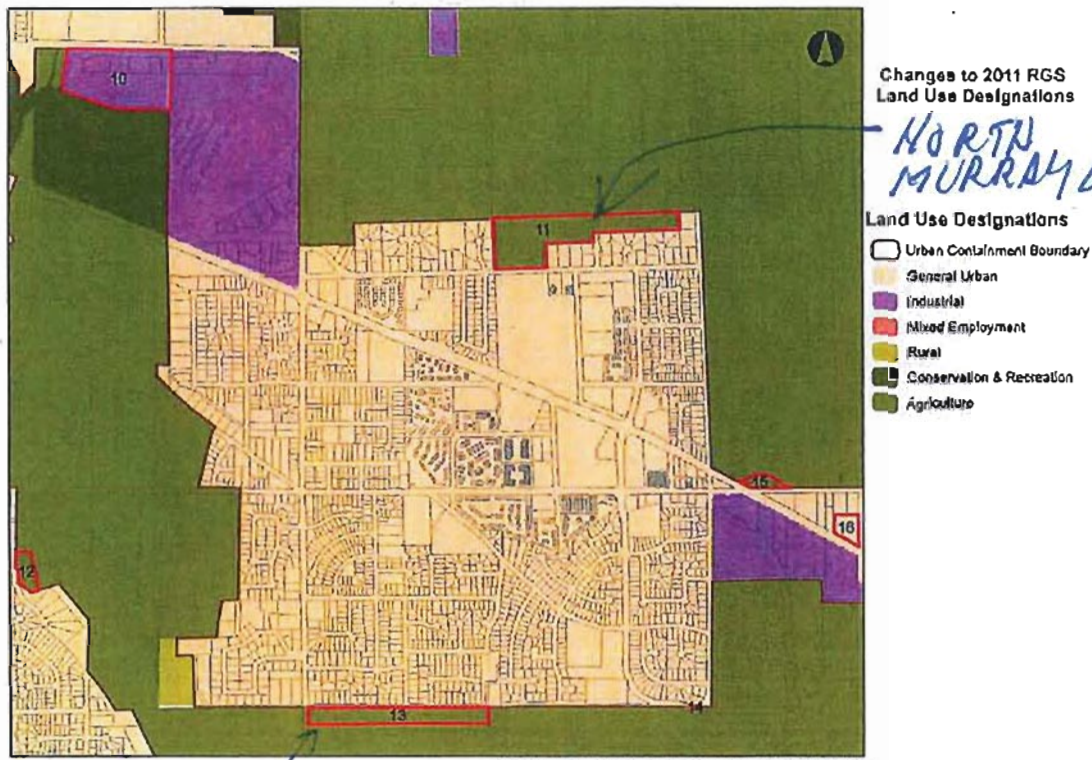 Changes to 2011 RGS
Land Use Designations
NORTH
MURRAY
Land Use Designations
Urban Containment Boundary
General Urban
Industrial
Mixed Employment
Rural
Conservation & Recreation
Agriculture
10
11
12
13
14
15
16